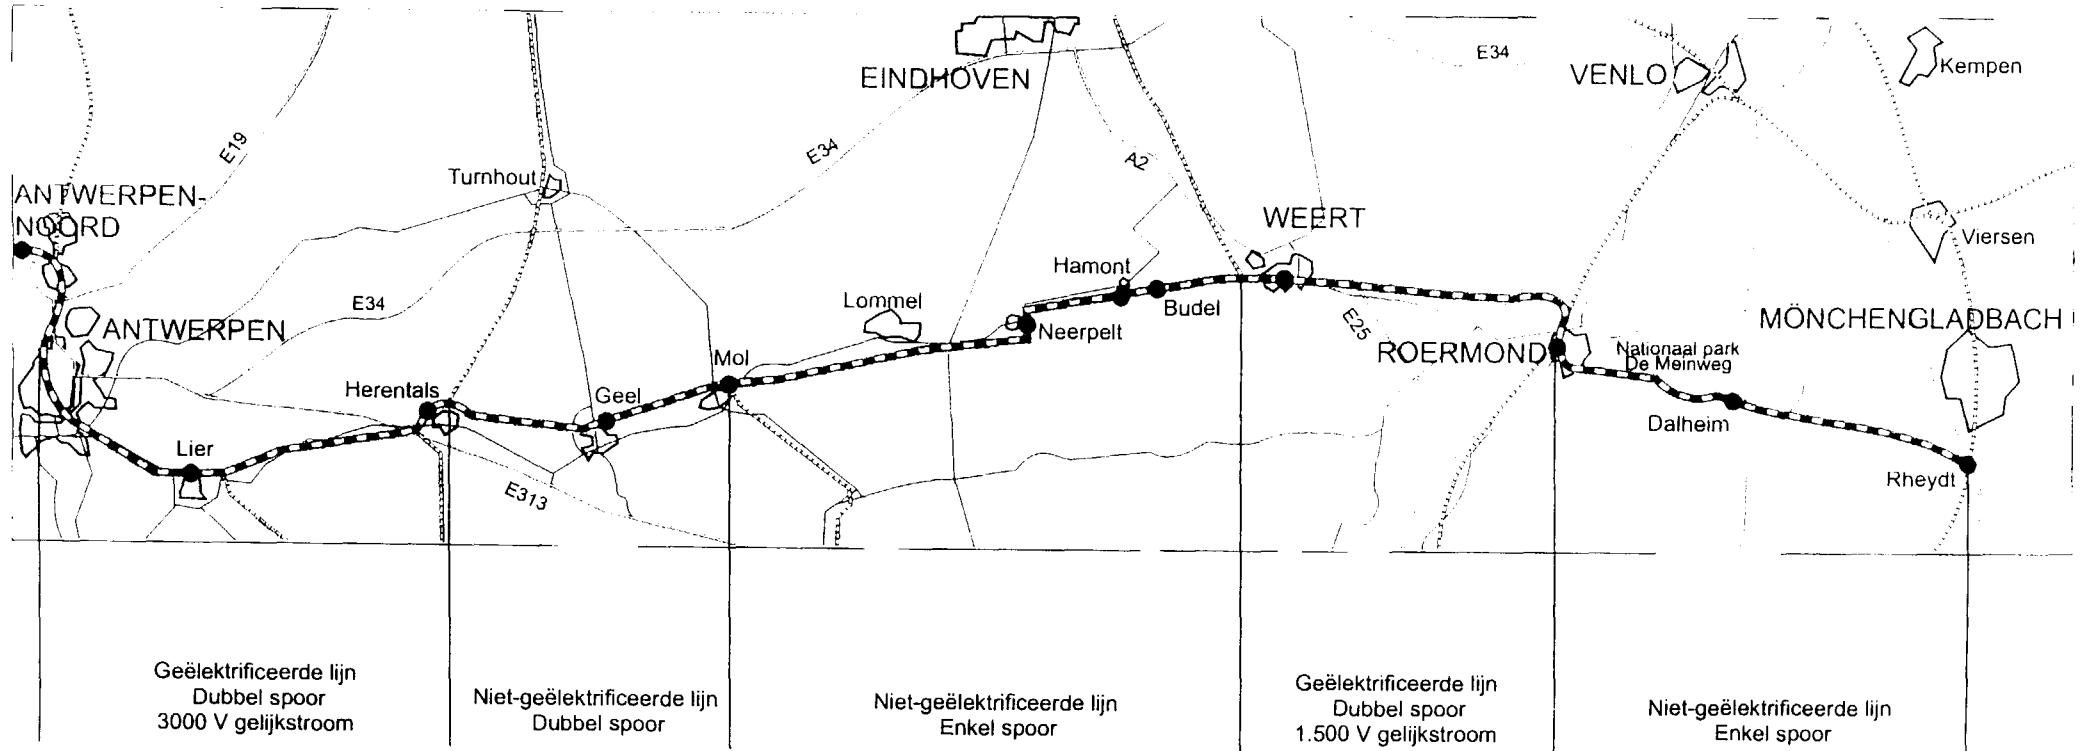 EINDHOVEN
E34
VENLO
Kempen
E19
E34
A2
Turnhout
ANTWERPEN-
NOORD
WEERT
Viersen
Hamont
E34
Lommel
Budel
E25
ANTWERPEN
Neerpelt
MÖNCHENGLADBACH
ROERMOND
Nationaal park
De Meinweg
Mol
Herentals
Geel
Dalheim
Lier
E313
Rheydt
Geëlektrificeerde lijn
Dubbel spoor
3000 V gelijkstroom
Niet-geëlektrificeerde lijn
Dubbel spoor
Niet-geëlektrificeerde lijn
Enkel spoor
Geëlektrificeerde lijn
Dubbel spoor
1.500 V gelijkstroom
Niet-geëlektrificeerde lijn
Enkel spoor